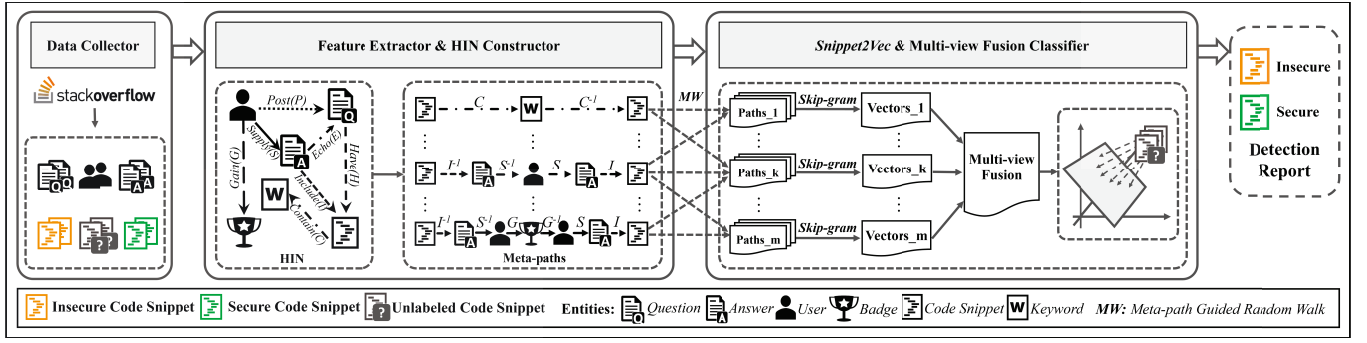 Data Collector
stackoverflow
Q
Q
A
A
?
Feature Extractor & HIN Constructor
Post(P)
Q
Supply(S)
Echo(E)
A
Gain(G)
Have(H)
Include(I)
W
Contain(C)
HIN
C W C-1
I-1 A S-1 S A I
I-1 A S-1 G G-1 S A I
Meta-paths
Snippet2Vec & Multi-view Fusion Classifier
MW
Paths_1 Skip-gram Vectors_1
Paths_k Skip-gram Vectors_k
Paths_m Skip-gram Vectors_m
Multi-view
Fusion
?
Insecure
Secure
Detection
Report
Insecure Code Snippet Secure Code Snippet ? Unlabeled Code Snippet Entities: Q Question A Answer User Badge Code Snippet W Keyword MW: Meta-path Guided Random Walk